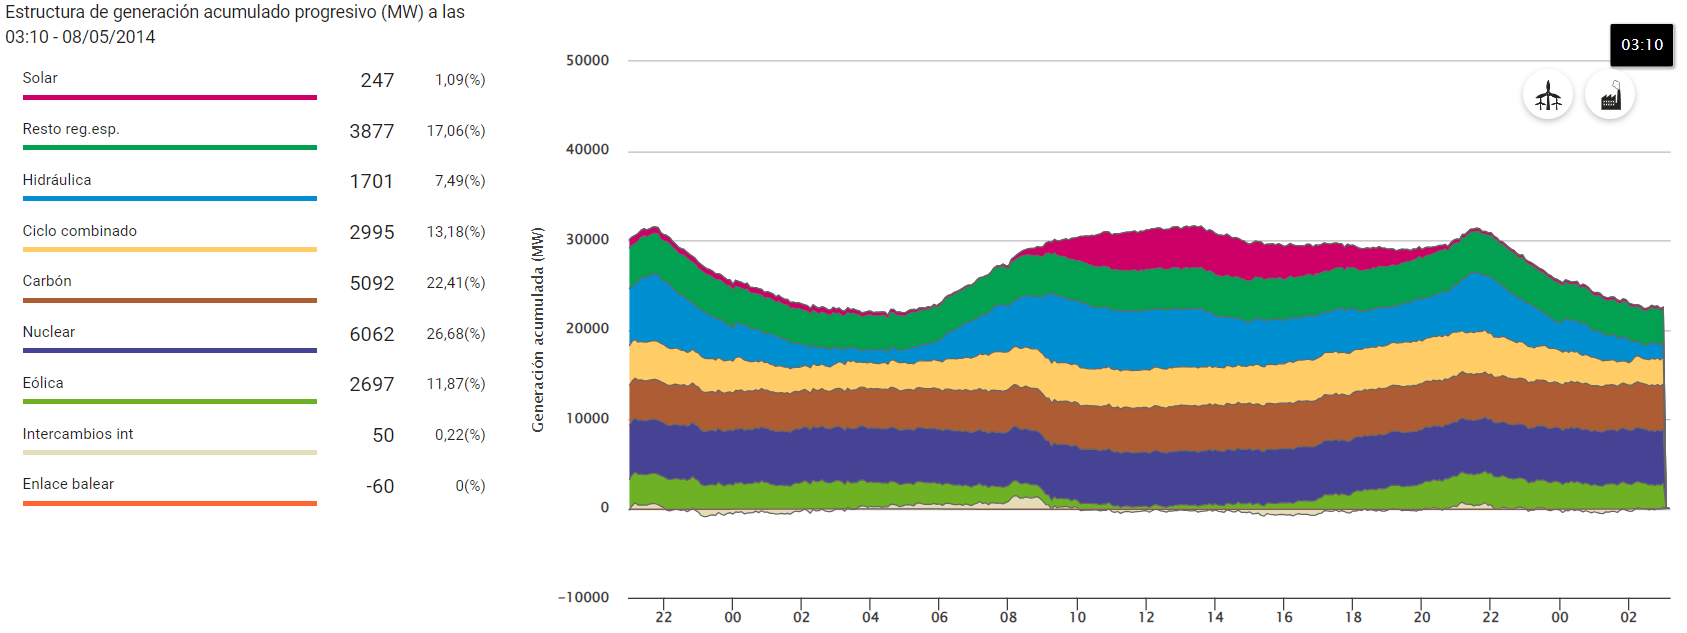 Estructura de generación acumulado progresivo (MW) a las
03:10 - 08/05/2014
Solar 247 1,09(%)
Resto reg.esp. 3877 17,06(%)
Hidráulica 1701 7,49(%)
Ciclo combinado 2995 13,18(%)
Carbón 5092 22,41(%)
Nuclear 6062 26,68(%)
Eólica 2697 11,87(%)
Intercambios int 50 0,22(%)
Enlace balear -60 0(%)
03:10
Generación acumulada (MW)
50000
40000
30000
20000
10000
0
-10000
22 00 02 04 06 08 10 12 14 16 18 20 22 00 02